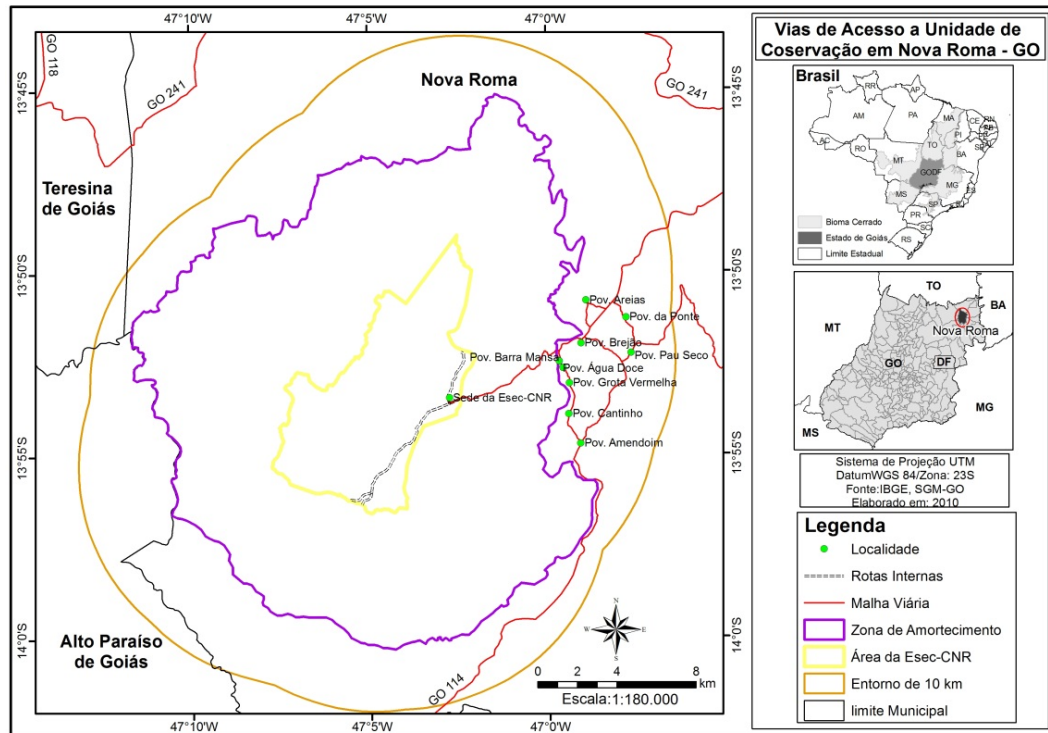 47°10'O
47°5'O
47°0'O
13°45'S
13°50'S
13°55'S
14°0'S
GO 118
GO 241
Nova Roma
GO 241
13°45'S
Teresina
de Goiás
13°50'S
Pov. Areias
Pov. da Ponte
Pov. Brejão
Pov. Pau Seco
Pov. Barra Mansa
Pov. Água Doce
Pov. Grota Vermelha
Sede da Esec-CNR
Pov. Cantinho
Pov. Amendoim
13°55'S
14°0'S
Alto Paraíso
de Goiás
GO 114
N
W
E
S
0 2 4 8
km
Escala:1:180.000
47°10'O
47°5'O
47°0'O
Vias de Acesso a Unidade de
Coservação em Nova Roma - GO
Brasil
RR
AP
AM
PA
MA
CE
RN
PB
PI
AC
TO
RO
MT
BA
GO
DF
MG
ES
MS
SP
PR
SC
RS
Bioma Cerrado
Estado de Goiás
Limite Estadual
TO
BA
MT
Nova Roma
GO
DF
MG
MS
Sistema de Projeção UTM
DatumWGS 84/Zona: 23S
Fonte:IBGE, SGM-GO
Elaborado em: 2010
Legenda
Localidade
Rotas Internas
Malha Viária
Zona de Amortecimento
Área da Esec-CNR
Entorno de 10 km
limite Municipal